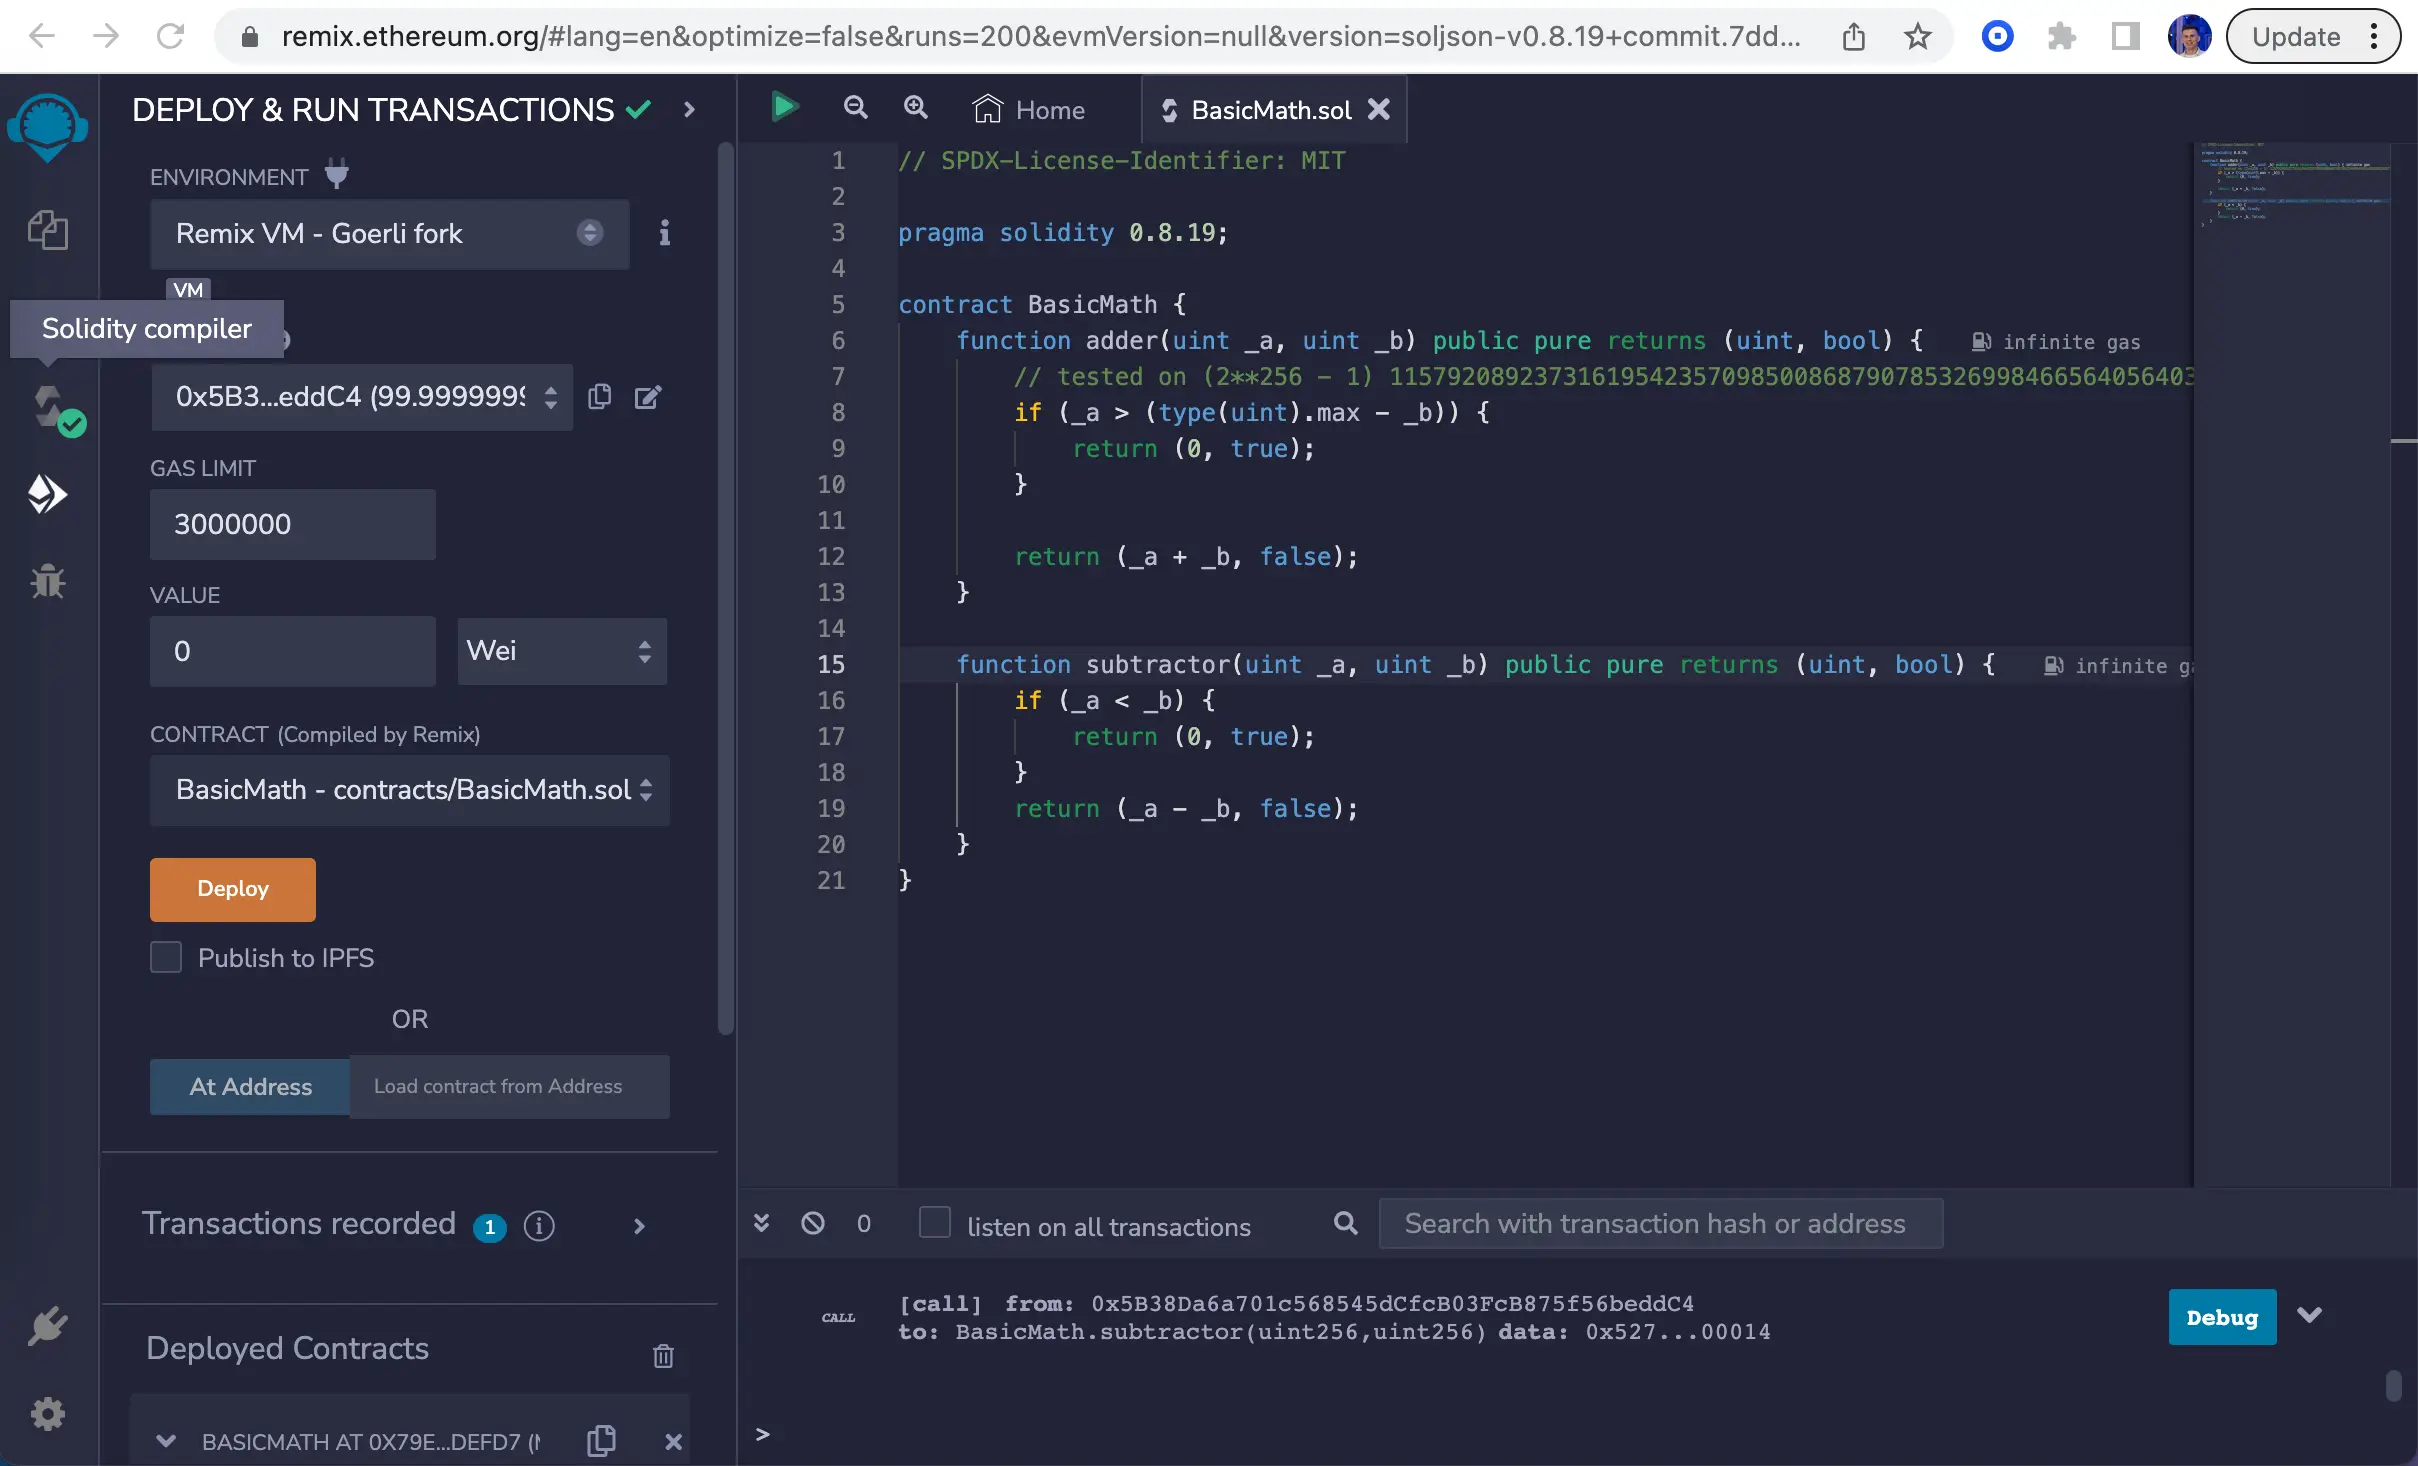 remix.ethereum.org/#lang=en&optimize=false&runs=200&evmVersion=null&version=soljson-v0.8.19+commit.7dd...
Update
DEPLOY & RUN TRANSACTIONS
ENVIRONMENT
Remix VM - Goerli fork
VM
Solidity compiler
0x5B3...eddC4 (99.9999999
GAS LIMIT
3000000
VALUE
0
Wei
CONTRACT (Compiled by Remix)
BasicMath - contracts/BasicMath.sol
Deploy
Publish to IPFS
OR
At Address
Load contract from Address
Transactions recorded 1
Deployed Contracts
BASICMATH AT 0X79E...DEFD7 (
Home
BasicMath.sol
1 // SPDX-License-Identifier: MIT
2
3 pragma solidity 0.8.19;
4
5 contract BasicMath {
6 function adder(uint _a, uint _b) public pure returns (uint, bool) { infinite gas
7 // tested on (2**256 - 1) 11579208923731619542357098500868790785326998466564056403
8 if (_a > (type(uint).max - _b)) {
9 return (0, true);
10 }
11
12 return (_a + _b, false);
13 }
14
15 function subtractor(uint _a, uint _b) public pure returns (uint, bool) { infinite ga
16 if (_a < _b) {
17 return (0, true);
18 }
19 return (_a - _b, false);
20 }
21 }
0
listen on all transactions
Search with transaction hash or address
CALL
[call] from: 0x5B38Da6a701c568545dCfcB03FcB875f56beddC4
to: BasicMath.subtractor(uint256,uint256) data: 0x527...00014
Debug
>